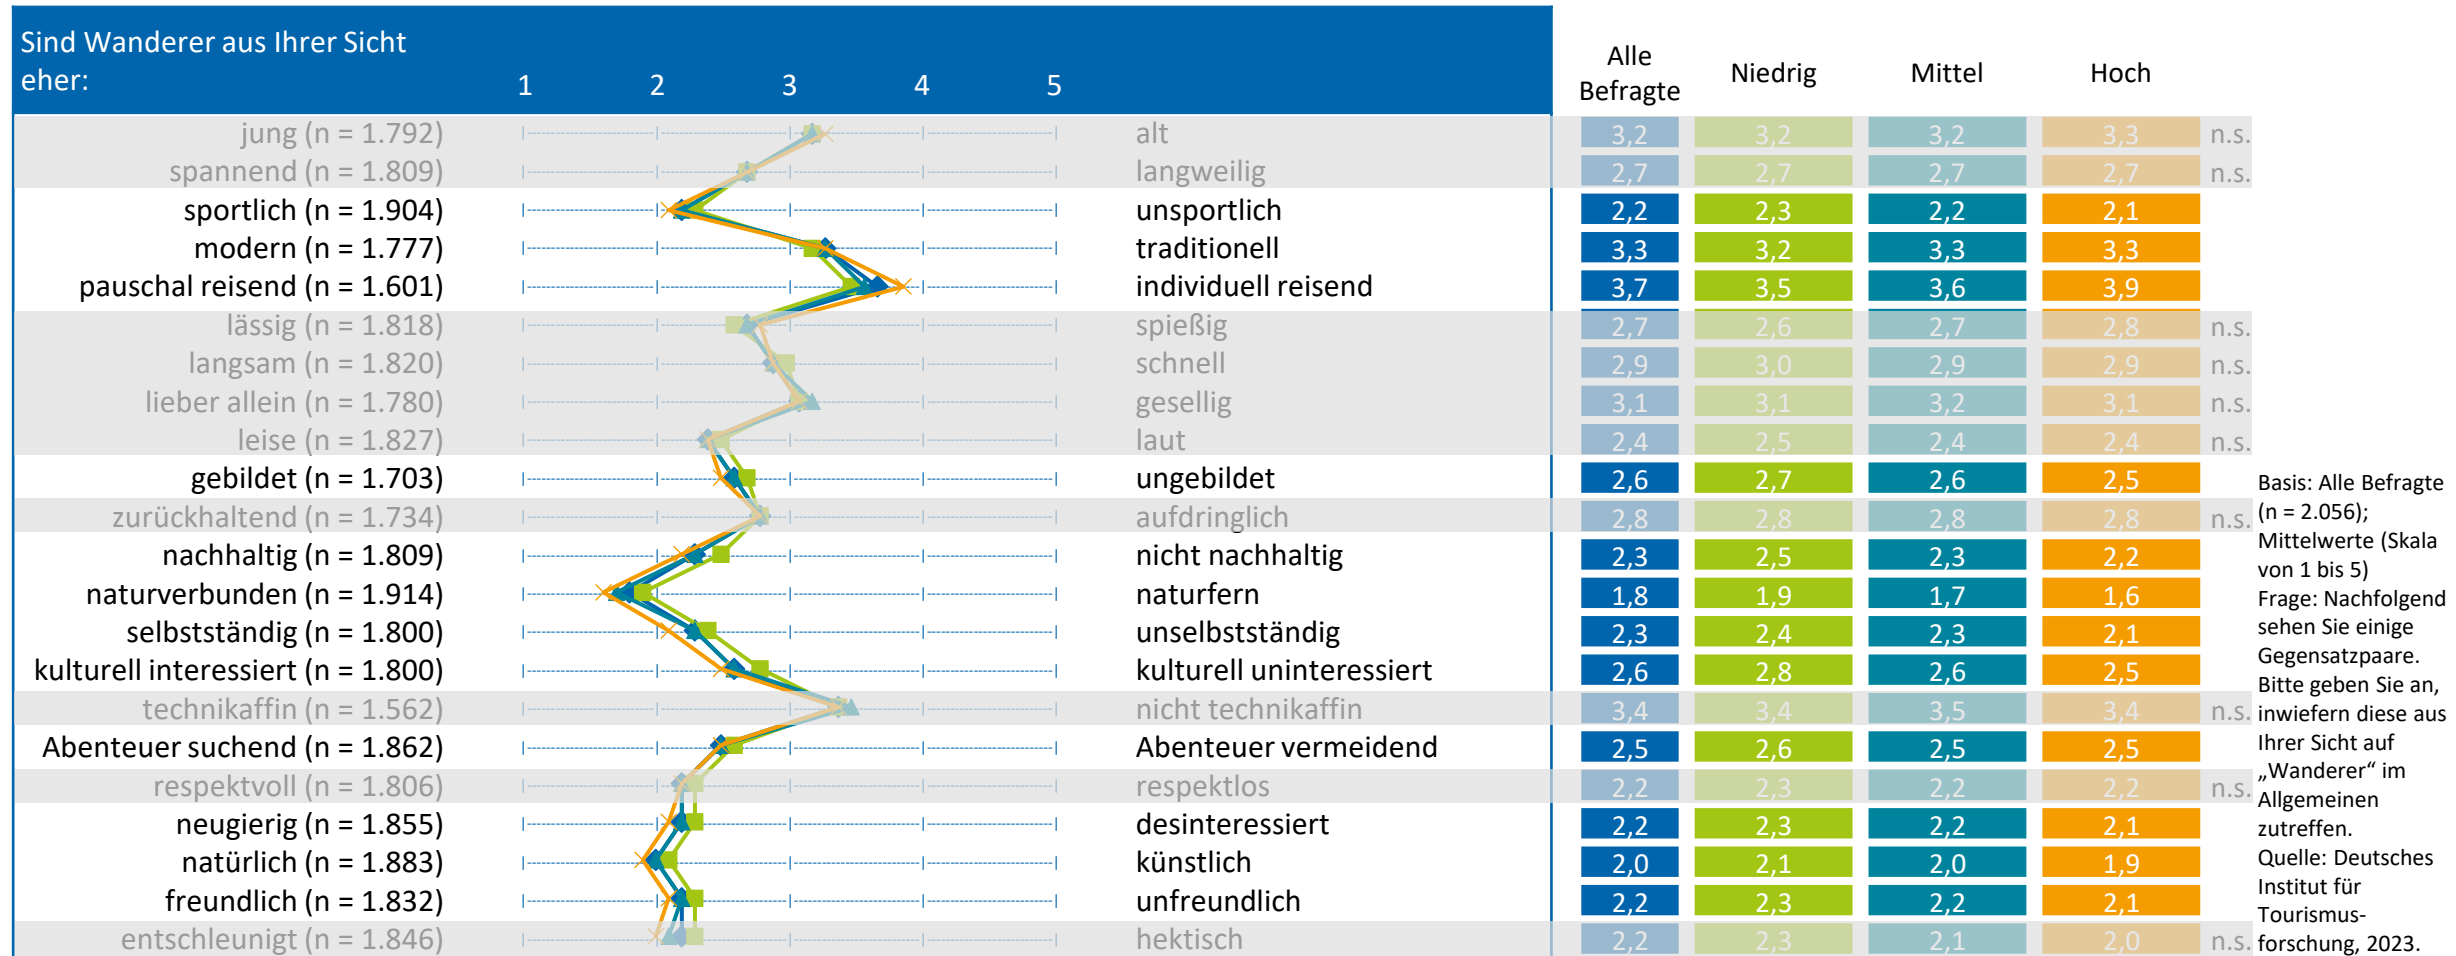 Sind Wanderer aus Ihrer Sicht
eher: 1 2 3 4 5
Alle
Befragte Niedrig Mittel Hoch
jung (n = 1.792) alt 3,2 3,2 3,2 3,3 n.s.
spannend (n = 1.809) langweilig 2,7 2,7 2,7 2,7 n.s.
sportlich (n = 1.904) unsportlich 2,2 2,3 2,2 2,1
modern (n = 1.777) traditionell 3,3 3,2 3,3 3,3
pauschal reisend (n = 1.601) individuell reisend 3,7 3,5 3,6 3,9
lässig (n = 1.818) spießig 2,7 2,6 2,7 2,8 n.s.
langsam (n = 1.820) schnell 2,9 3,0 2,9 2,9 n.s.
lieber allein (n = 1.780) gesellig 3,1 3,1 3,2 3,1 n.s.
leise (n = 1.827) laut 2,4 2,5 2,4 2,4 n.s.
gebildet (n = 1.703) ungebildet 2,6 2,7 2,6 2,5
zurückhaltend (n = 1.734) aufdringlich 2,8 2,8 2,8 2,8 n.s.
nachhaltig (n = 1.809) nicht nachhaltig 2,3 2,5 2,3 2,2
naturverbunden (n = 1.914) naturfern 1,8 1,9 1,7 1,6
selbstständig (n = 1.800) unselbstständig 2,3 2,4 2,3 2,1
kulturell interessiert (n = 1.800) kulturell uninteressiert 2,6 2,8 2,6 2,5
technikaffin (n = 1.562) nicht technikaffin 3,4 3,4 3,5 3,4 n.s.
Abenteuer suchend (n = 1.862) Abenteuer vermeidend 2,5 2,6 2,5 2,5
respektvoll (n = 1.806) respektlos 2,2 2,3 2,2 2,2 n.s.
neugierig (n = 1.855) desinteressiert 2,2 2,3 2,2 2,1
natürlich (n = 1.883) künstlich 2,0 2,1 2,0 1,9
freundlich (n = 1.832) unfreundlich 2,2 2,3 2,2 2,1
entschleunigt (n = 1.846) hektisch 2,2 2,3 2,1 2,0 n.s.
Basis: Alle Befragte
(n = 2.056);
Mittelwerte (Skala
von 1 bis 5)
Frage: Nachfolgend
sehen Sie einige
Gegensatzpaare.
Bitte geben Sie an,
inwiefern diese aus
Ihrer Sicht auf
„Wanderer“ im
Allgemeinen
zutreffen.
Quelle: Deutsches
Institut für
Tourismus-
forschung, 2023.